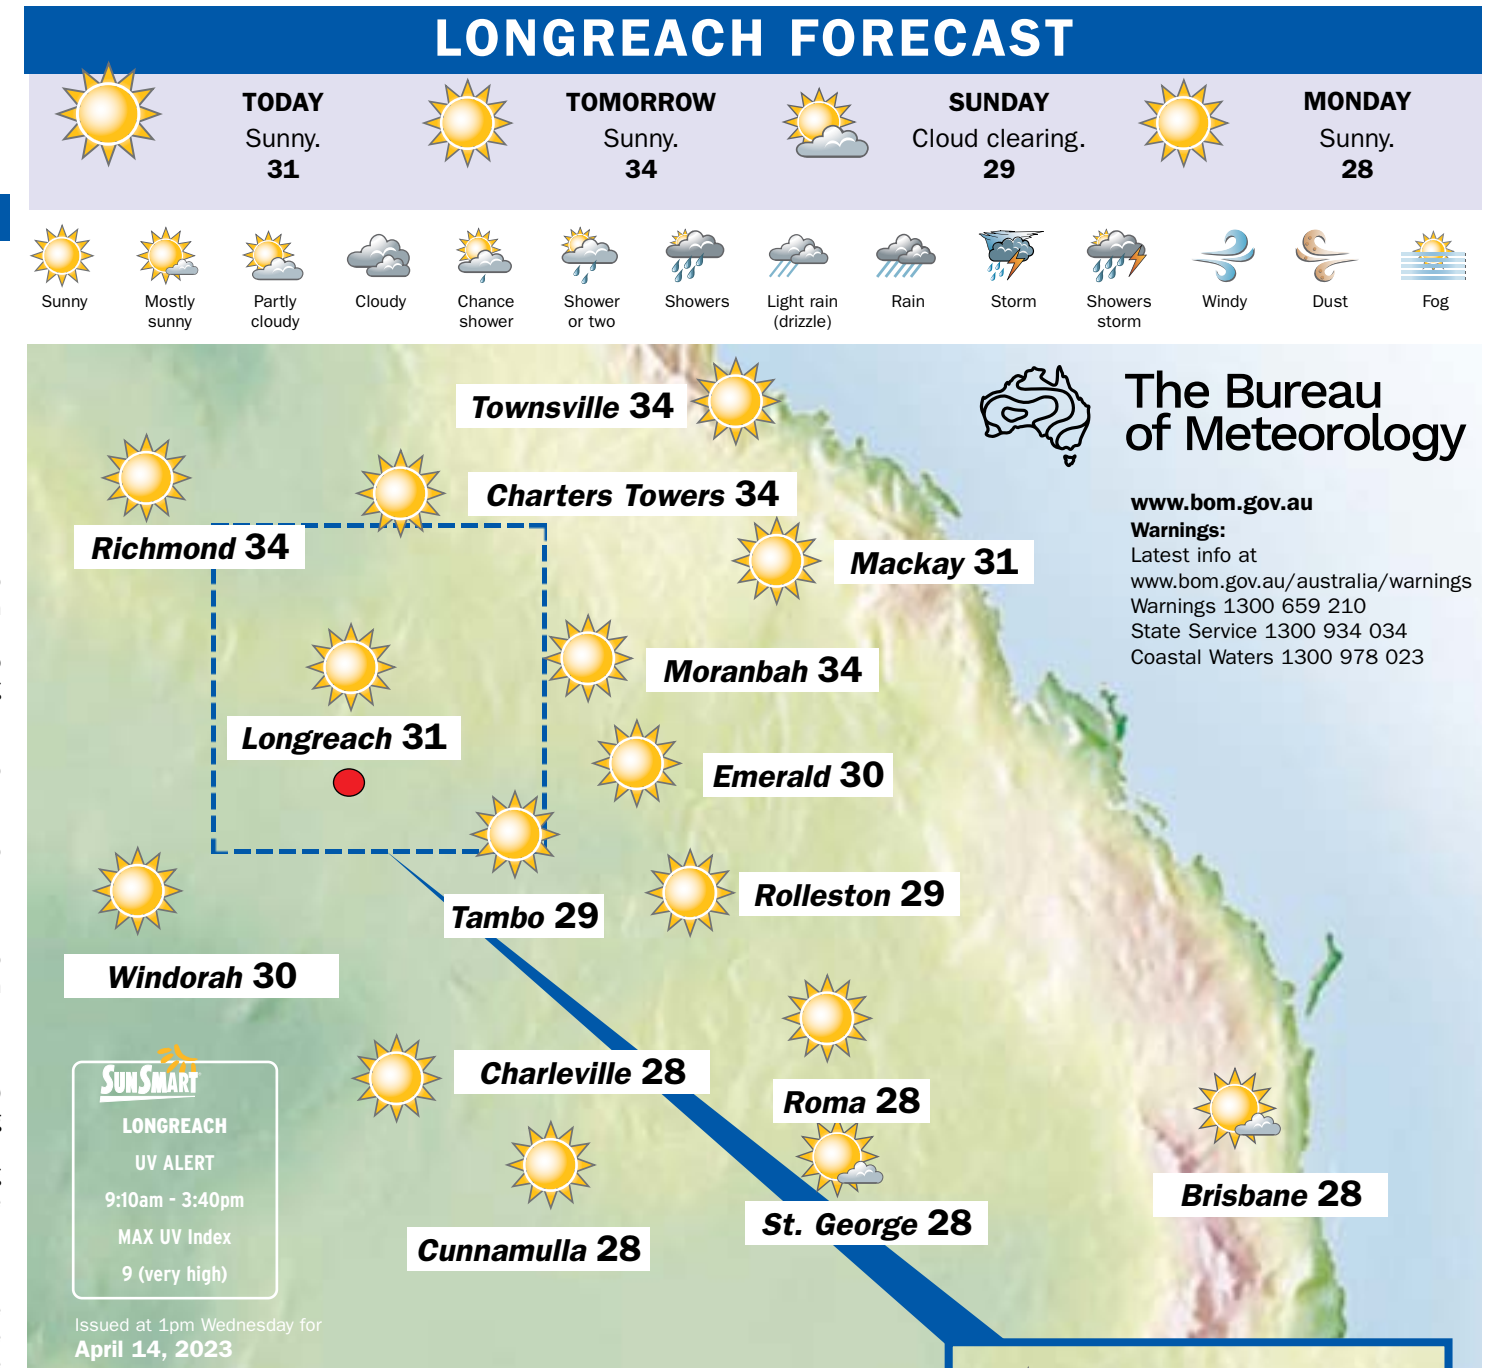 LONGREACH FORECAST
TODAY
Sunny.
31
TOMORROW
Sunny.
34
SUNDAY
Cloud clearing.
29
MONDAY
Sunny.
28
Sunny
Mostly
sunny
Partly
cloudy
Cloudy
Chance
shower
Shower
or two
Showers
Light rain
(drizzle)
Rain
Storm
Showers
storm
Windy
Dust
Fog
The Bureau
of Meteorology
www.bom.gov.au
Warnings:
Latest info at
www.bom.gov.au/australia/warnings
Warnings 1300 659 210
State Service 1300 934 034
Coastal Waters 1300 978 023
Townsville 34
Charters Towers 34
Richmond 34
Mackay 31
Moranbah 34
Longreach 31
Emerald 30
Rolleston 29
Tambo 29
Windorah 30
Charleville 28
Roma 28
Brisbane 28
St. George 28
Cunnamulla 28
SUNSMART
LONGREACH
UV ALERT
9:10am - 3:40pm
MAX UV Index
9 (very high)
Issued at 1pm Wednesday for
April 14, 2023